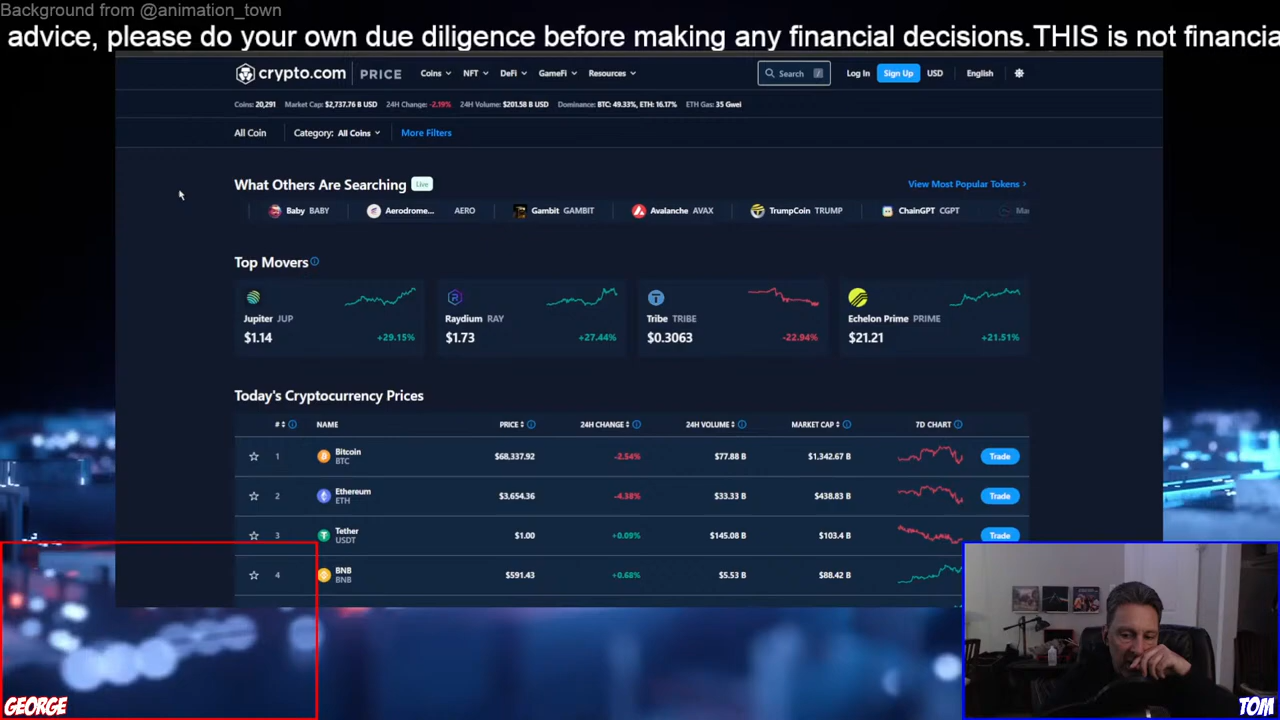 Background from @animation_town
advice, please do your own due diligence before making any financial decisions.THIS is not financia
crypto.com | PRICE Coins NFT DeFi GameFi Resources Search / Log In Sign Up USD English
Coins: 20,291 Market Cap: $2,737.76 B USD 24H Change: -2.19% 24H Volume: $201.58 B USD Dominance: BTC: 49.33%, ETH: 16.17% ETH Gas: 35 Gwei
All Coin Category: All Coins More Filters
What Others Are Searching Live View Most Popular Tokens >
Baby BABY Aerodrome... AERO Gambit GAMBIT Avalanche AVAX TrumpCoin TRUMP ChainGPT CGPT Ma
Top Movers
Jupiter JUP Raydium RAY Tribe TRIBE Echelon Prime PRIME
$1.14 +29.15% $1.73 +27.44% $0.3063 -22.94% $21.21 +21.51%
Today's Cryptocurrency Prices
# NAME PRICE 24H CHANGE 24H VOLUME MARKET CAP 7D CHART
1 Bitcoin BTC $68,337.92 -2.54% $77.88 B $1,342.67 B Trade
2 Ethereum ETH $3,654.36 -4.38% $33.33 B $438.83 B Trade
3 Tether USDT $1.00 +0.09% $145.08 B $103.4 B Trade
4 BNB BNB $591.43 +0.68% $5.53 B $88.42 B
GEORGE TOM